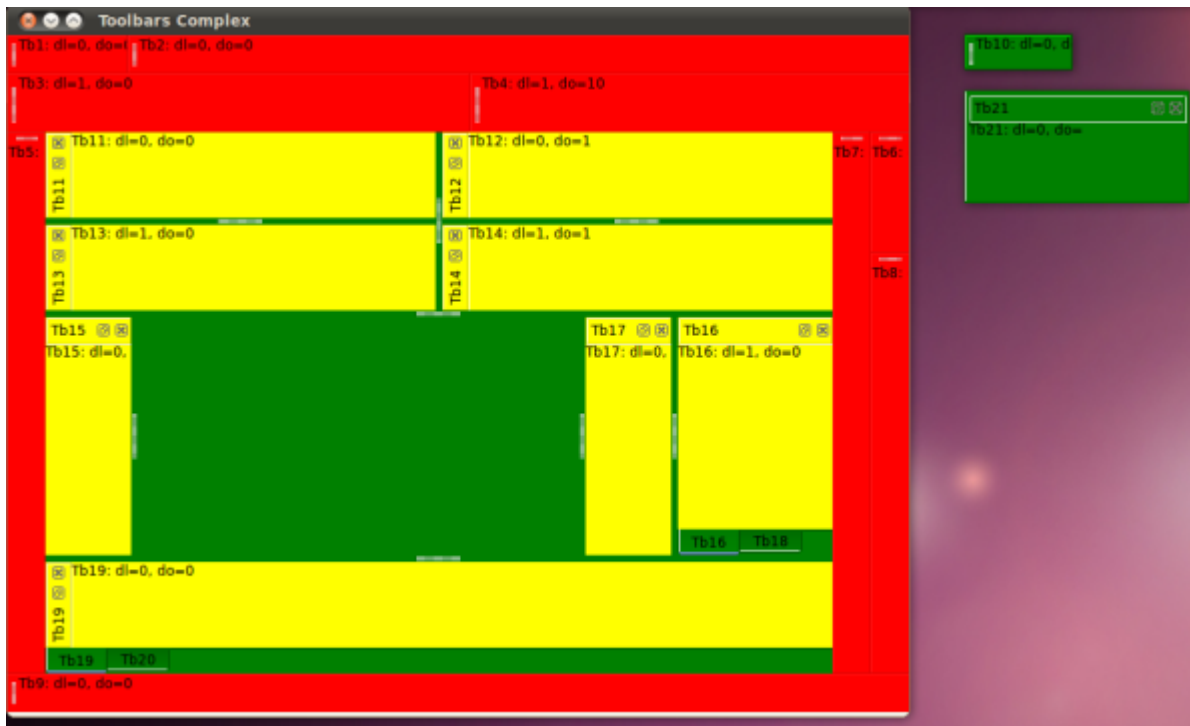 Toolbars Complex
Tb1: dl=0, do=
Tb2: dl=0, do=0
Tb10: dl=0, d
Tb3: dl=1, do=0
Tb4: dl=1, do=10
Tb21
Tb21: dl=0, do=
Tb5:
Tb11
Tb11: dl=0, do=0
Tb12
Tb12: dl=0, do=1
Tb7:
Tb6:
Tb13
Tb13: dl=1, do=0
Tb14
Tb14: dl=1, do=1
Tb8:
Tb15
Tb15: dl=0,
Tb17
Tb17: dl=0,
Tb16
Tb16: dl=1, do=0
Tb16
Tb18
Tb19
Tb19: dl=0, do=0
Tb19
Tb20
Tb9: dl=0, do=0